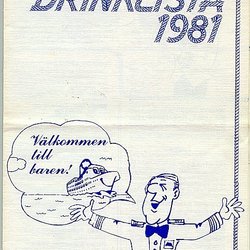 DRINKLISTA
1981
Välkommen
till
baren!